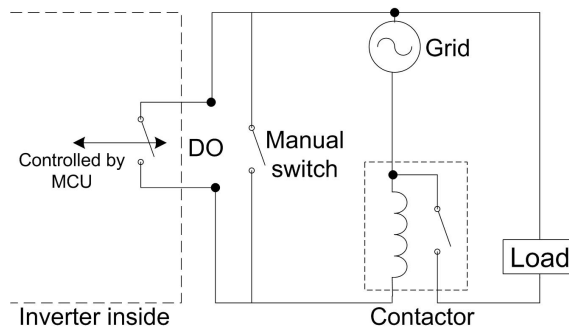 Grid
DO
Manual
switch
Controlled by
MCU
Load
Inverter inside
Contactor